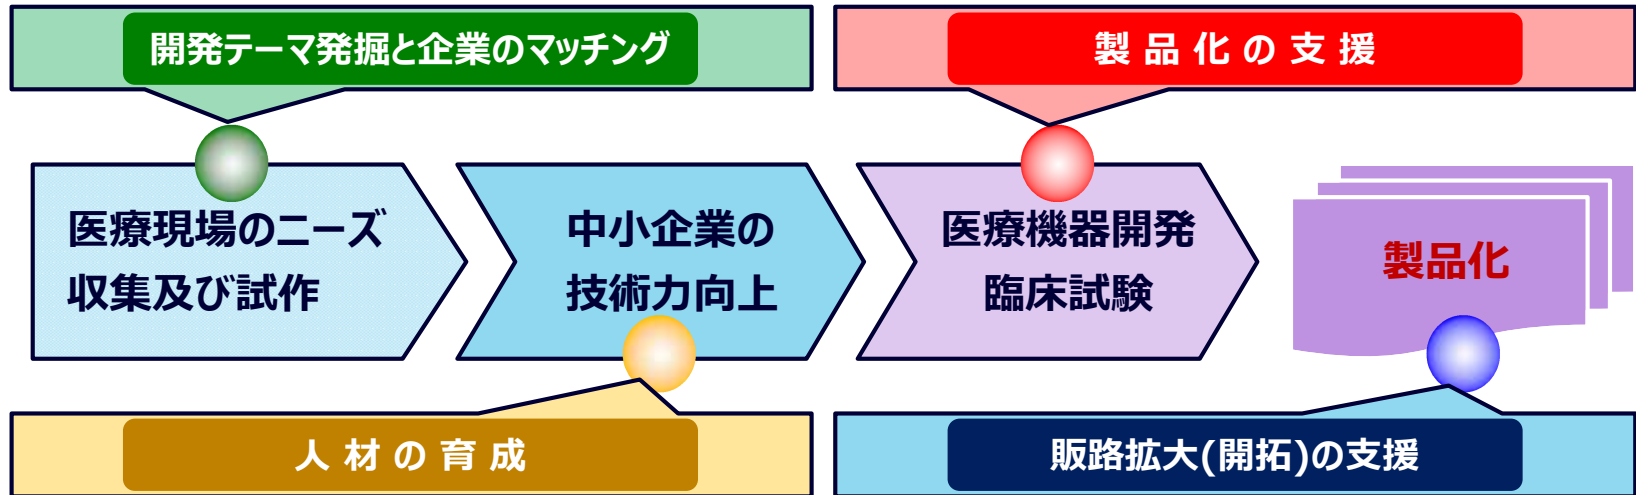 開発テーマ発掘と企業のマッチング
製品化の支援
医療現場のニーズ
収集及び試作
中小企業の
技術力向上
医療機器開発
臨床試験
製品化
人材の育成
販路拡大(開拓)の支援